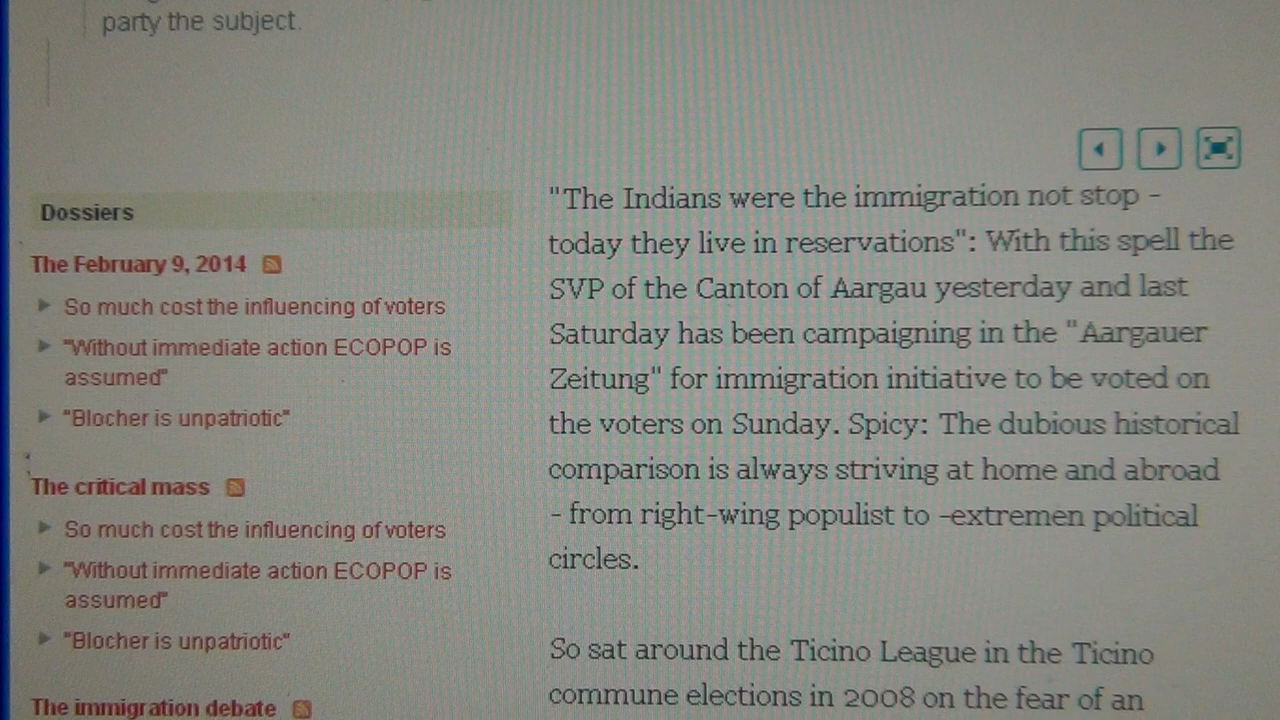 party the subject.
Dossiers
The February 9, 2014
So much cost the influencing of voters
"Without immediate action ECOPOP is
assumed"
"Blocher is unpatriotic"
The critical mass
So much cost the influencing of voters
"Without immediate action ECOPOP is
assumed"
"Blocher is unpatriotic"
The immigration debate
"The Indians were the immigration not stop -
today they live in reservations": With this spell the
SVP of the Canton of Aargau yesterday and last
Saturday has been campaigning in the "Aargauer
Zeitung" for immigration initiative to be voted on
the voters on Sunday. Spicy: The dubious historical
comparison is always striving at home and abroad
- from right-wing populist to -extremen political
circles.
So sat around the Ticino League in the Ticino
commune elections in 2008 on the fear of an